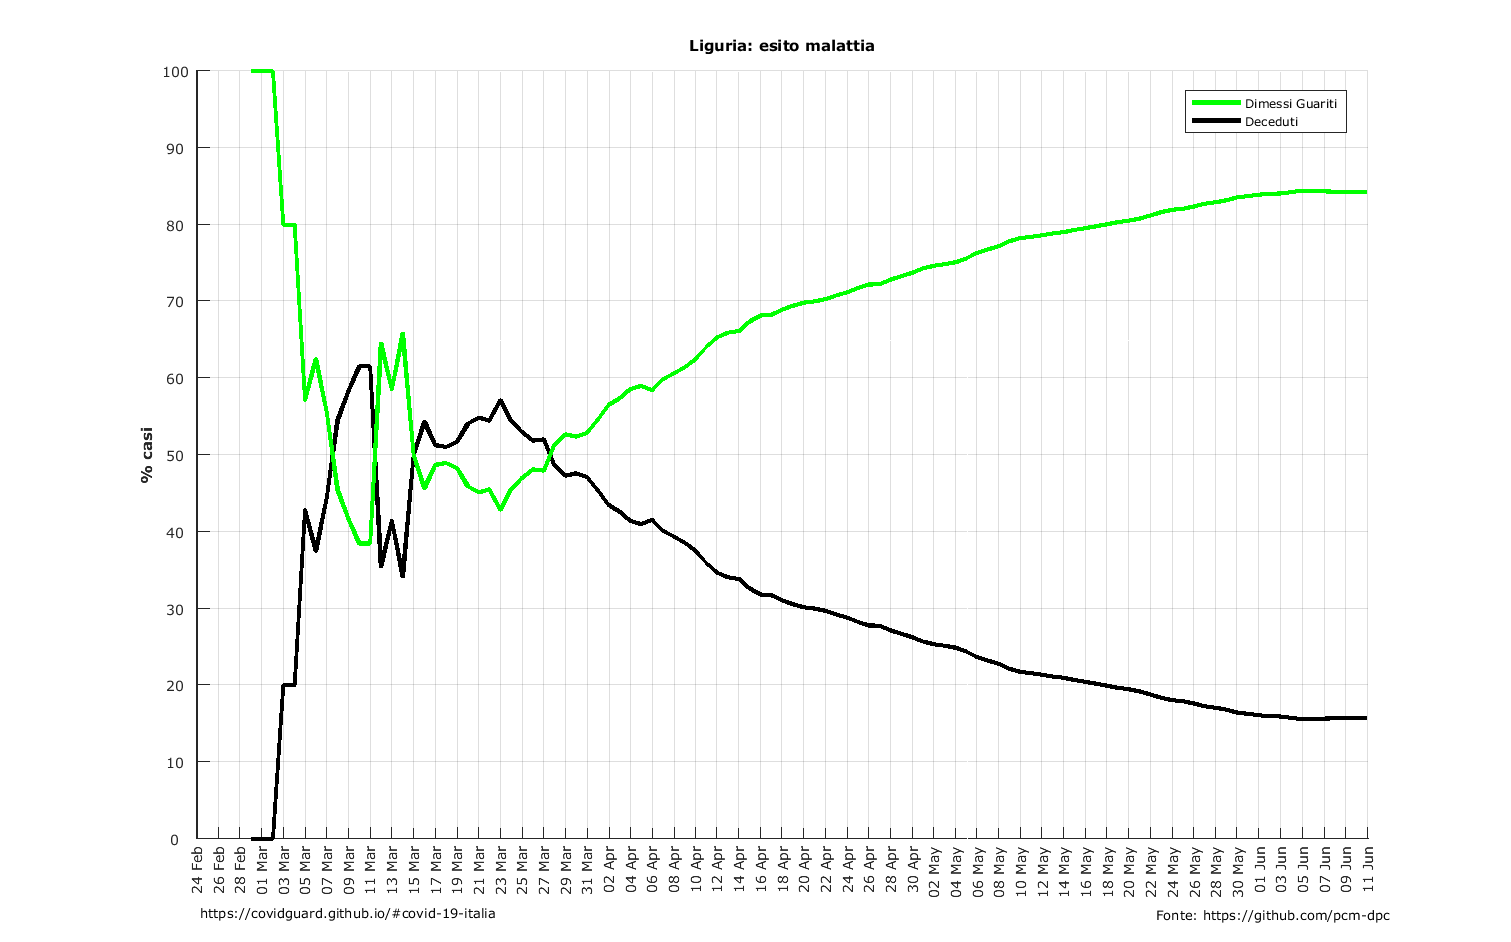 Liguria: esito malattia
Dimessi Guariti
Deceduti
% casi
100
90
80
70
60
50
40
30
20
10
0
24 Feb
26 Feb
28 Feb
01 Mar
03 Mar
05 Mar
07 Mar
09 Mar
11 Mar
13 Mar
15 Mar
17 Mar
19 Mar
21 Mar
23 Mar
25 Mar
27 Mar
29 Mar
31 Mar
02 Apr
04 Apr
06 Apr
08 Apr
10 Apr
12 Apr
14 Apr
16 Apr
18 Apr
20 Apr
22 Apr
24 Apr
26 Apr
28 Apr
30 Apr
02 May
04 May
06 May
08 May
10 May
12 May
14 May
16 May
18 May
20 May
22 May
24 May
26 May
28 May
30 May
01 Jun
03 Jun
05 Jun
07 Jun
09 Jun
11 Jun
https://covidguard.github.io/#covid-19-italia
Fonte: https://github.com/pcm-dpc